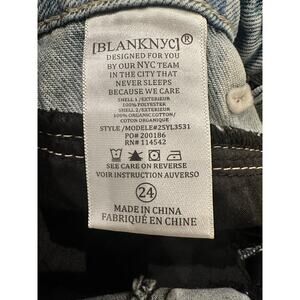 [BLANKNYC]®
DESIGNED FOR YOU
BY OUR NYC TEAM
IN THE CITY THAT
NEVER SLEEPS
BECAUSE WE CARE
SHELL 1/EXTERIEUR
100% POLYESTER
SHELL 2/EXTERIEUR
100% ORGANIC COTTON/
COTON ORGANIQUE
STYLE/MODELE#25YL3531
PO# 200186
RN# 114542
SEE CARE ON REVERSE
VOIR INSTRUCTION AUVERSO
24
MADE IN CHINA
FABRIQUÉ EN CHINE